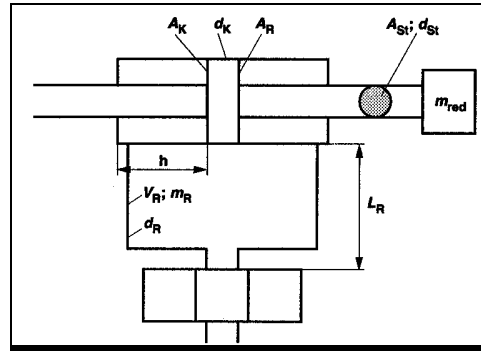 A_K d_K A_R A_St; d_St
m_red
h
V_R; m_R
d_R
L_R